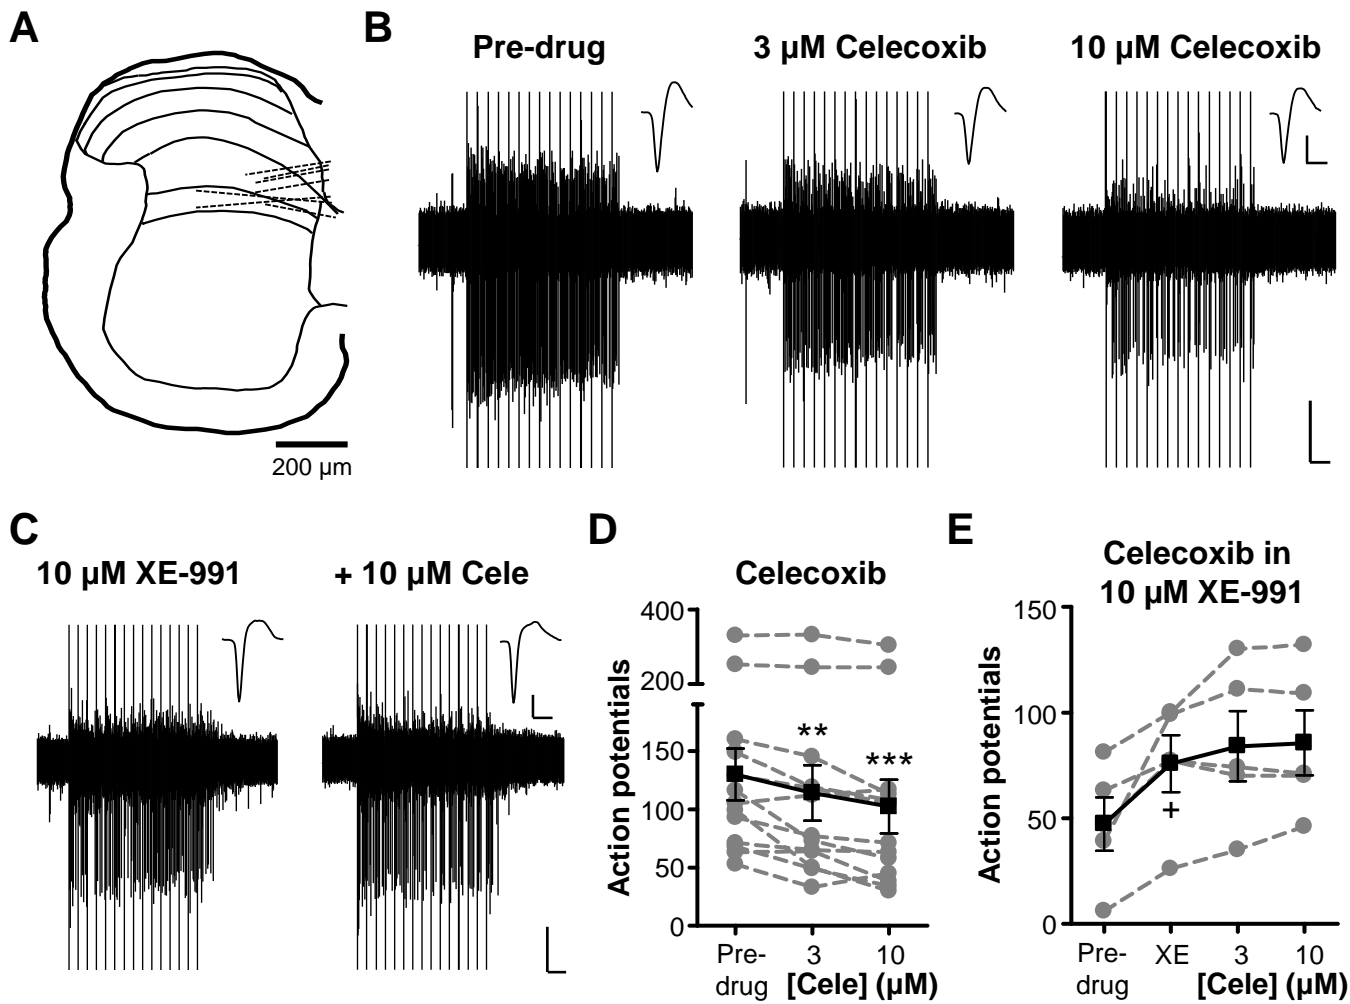 A
200 µm
B
Pre-drug
3 µM Celecoxib
10 µM Celecoxib
C
10 µM XE-991
+ 10 µM Cele
D
Celecoxib
Action potentials
400
200
150
100
50
0
**
***
Pre-
drug
3
10
[Cele] (µM)
E
Celecoxib in
10 µM XE-991
Action potentials
150
100
50
0
+
Pre-
drug
XE
3
10
[Cele] (µM)